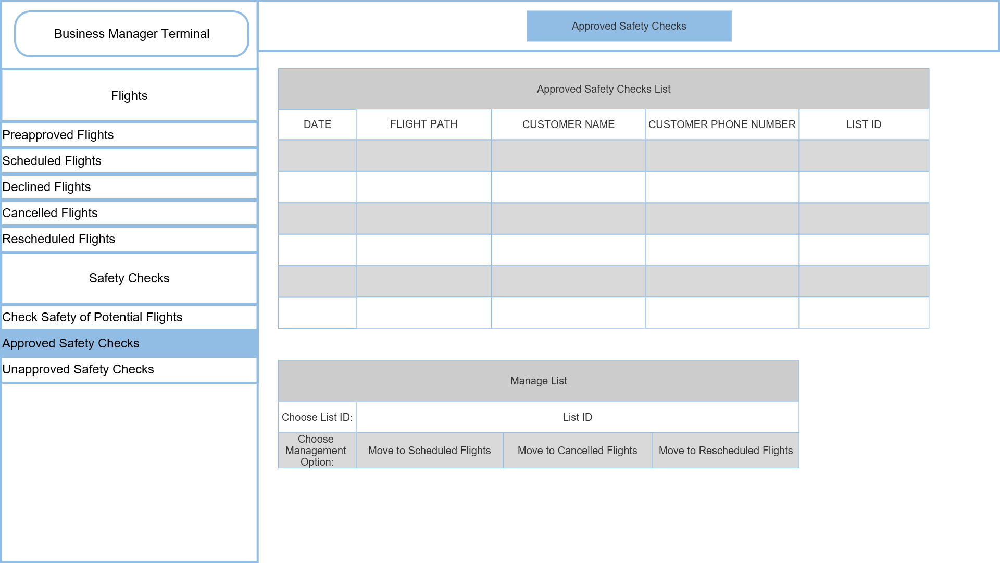 Business Manager Terminal
Flights
Preapproved Flights
Scheduled Flights
Declined Flights
Cancelled Flights
Rescheduled Flights
Safety Checks
Check Safety of Potential Flights
Approved Safety Checks
Unapproved Safety Checks
Approved Safety Checks
Approved Safety Checks List
DATE FLIGHT PATH CUSTOMER NAME CUSTOMER PHONE NUMBER LIST ID
Manage List
Choose List ID: List ID
Choose
Management
Option:
Move to Scheduled Flights Move to Cancelled Flights Move to Rescheduled Flights